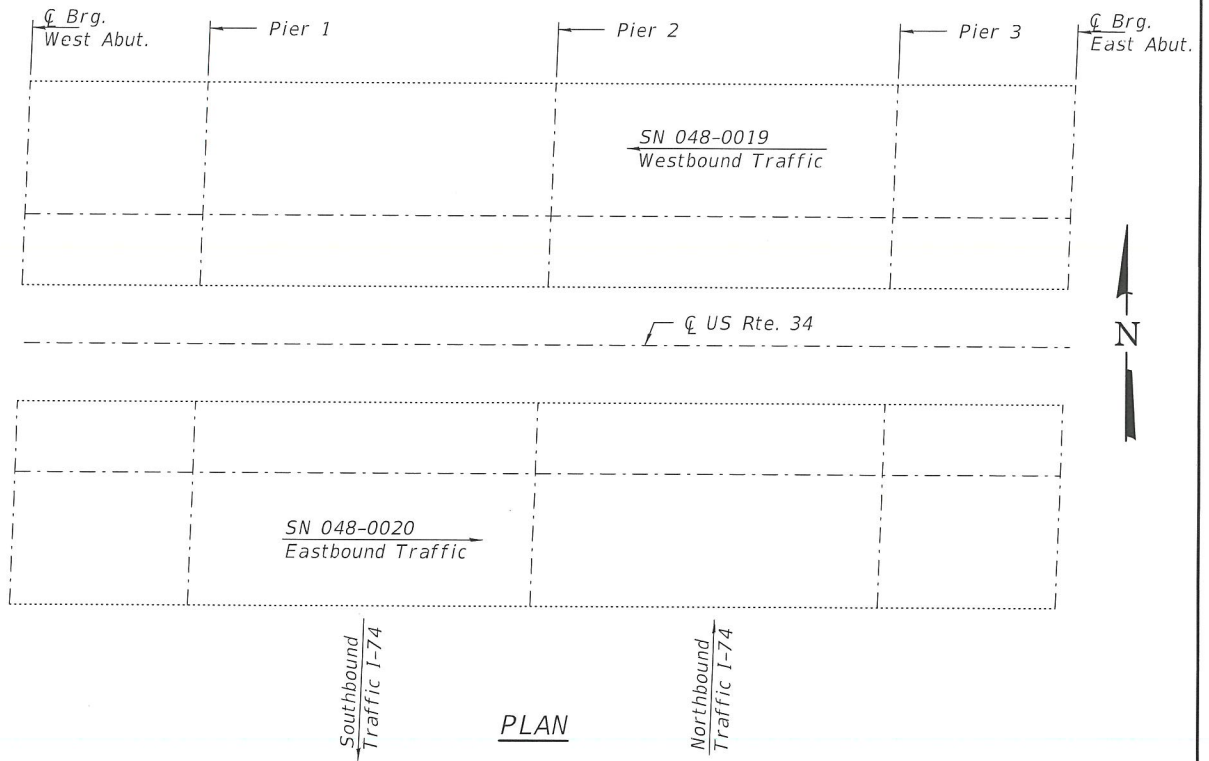 ℄ Brg.
West Abut.
Pier 1
Pier 2
Pier 3
℄ Brg.
East Abut.
SN 048-0019
Westbound Traffic
℄ US Rte. 34
N
SN 048-0020
Eastbound Traffic
Southbound
Traffic I-74
Northbound
Traffic I-74
PLAN